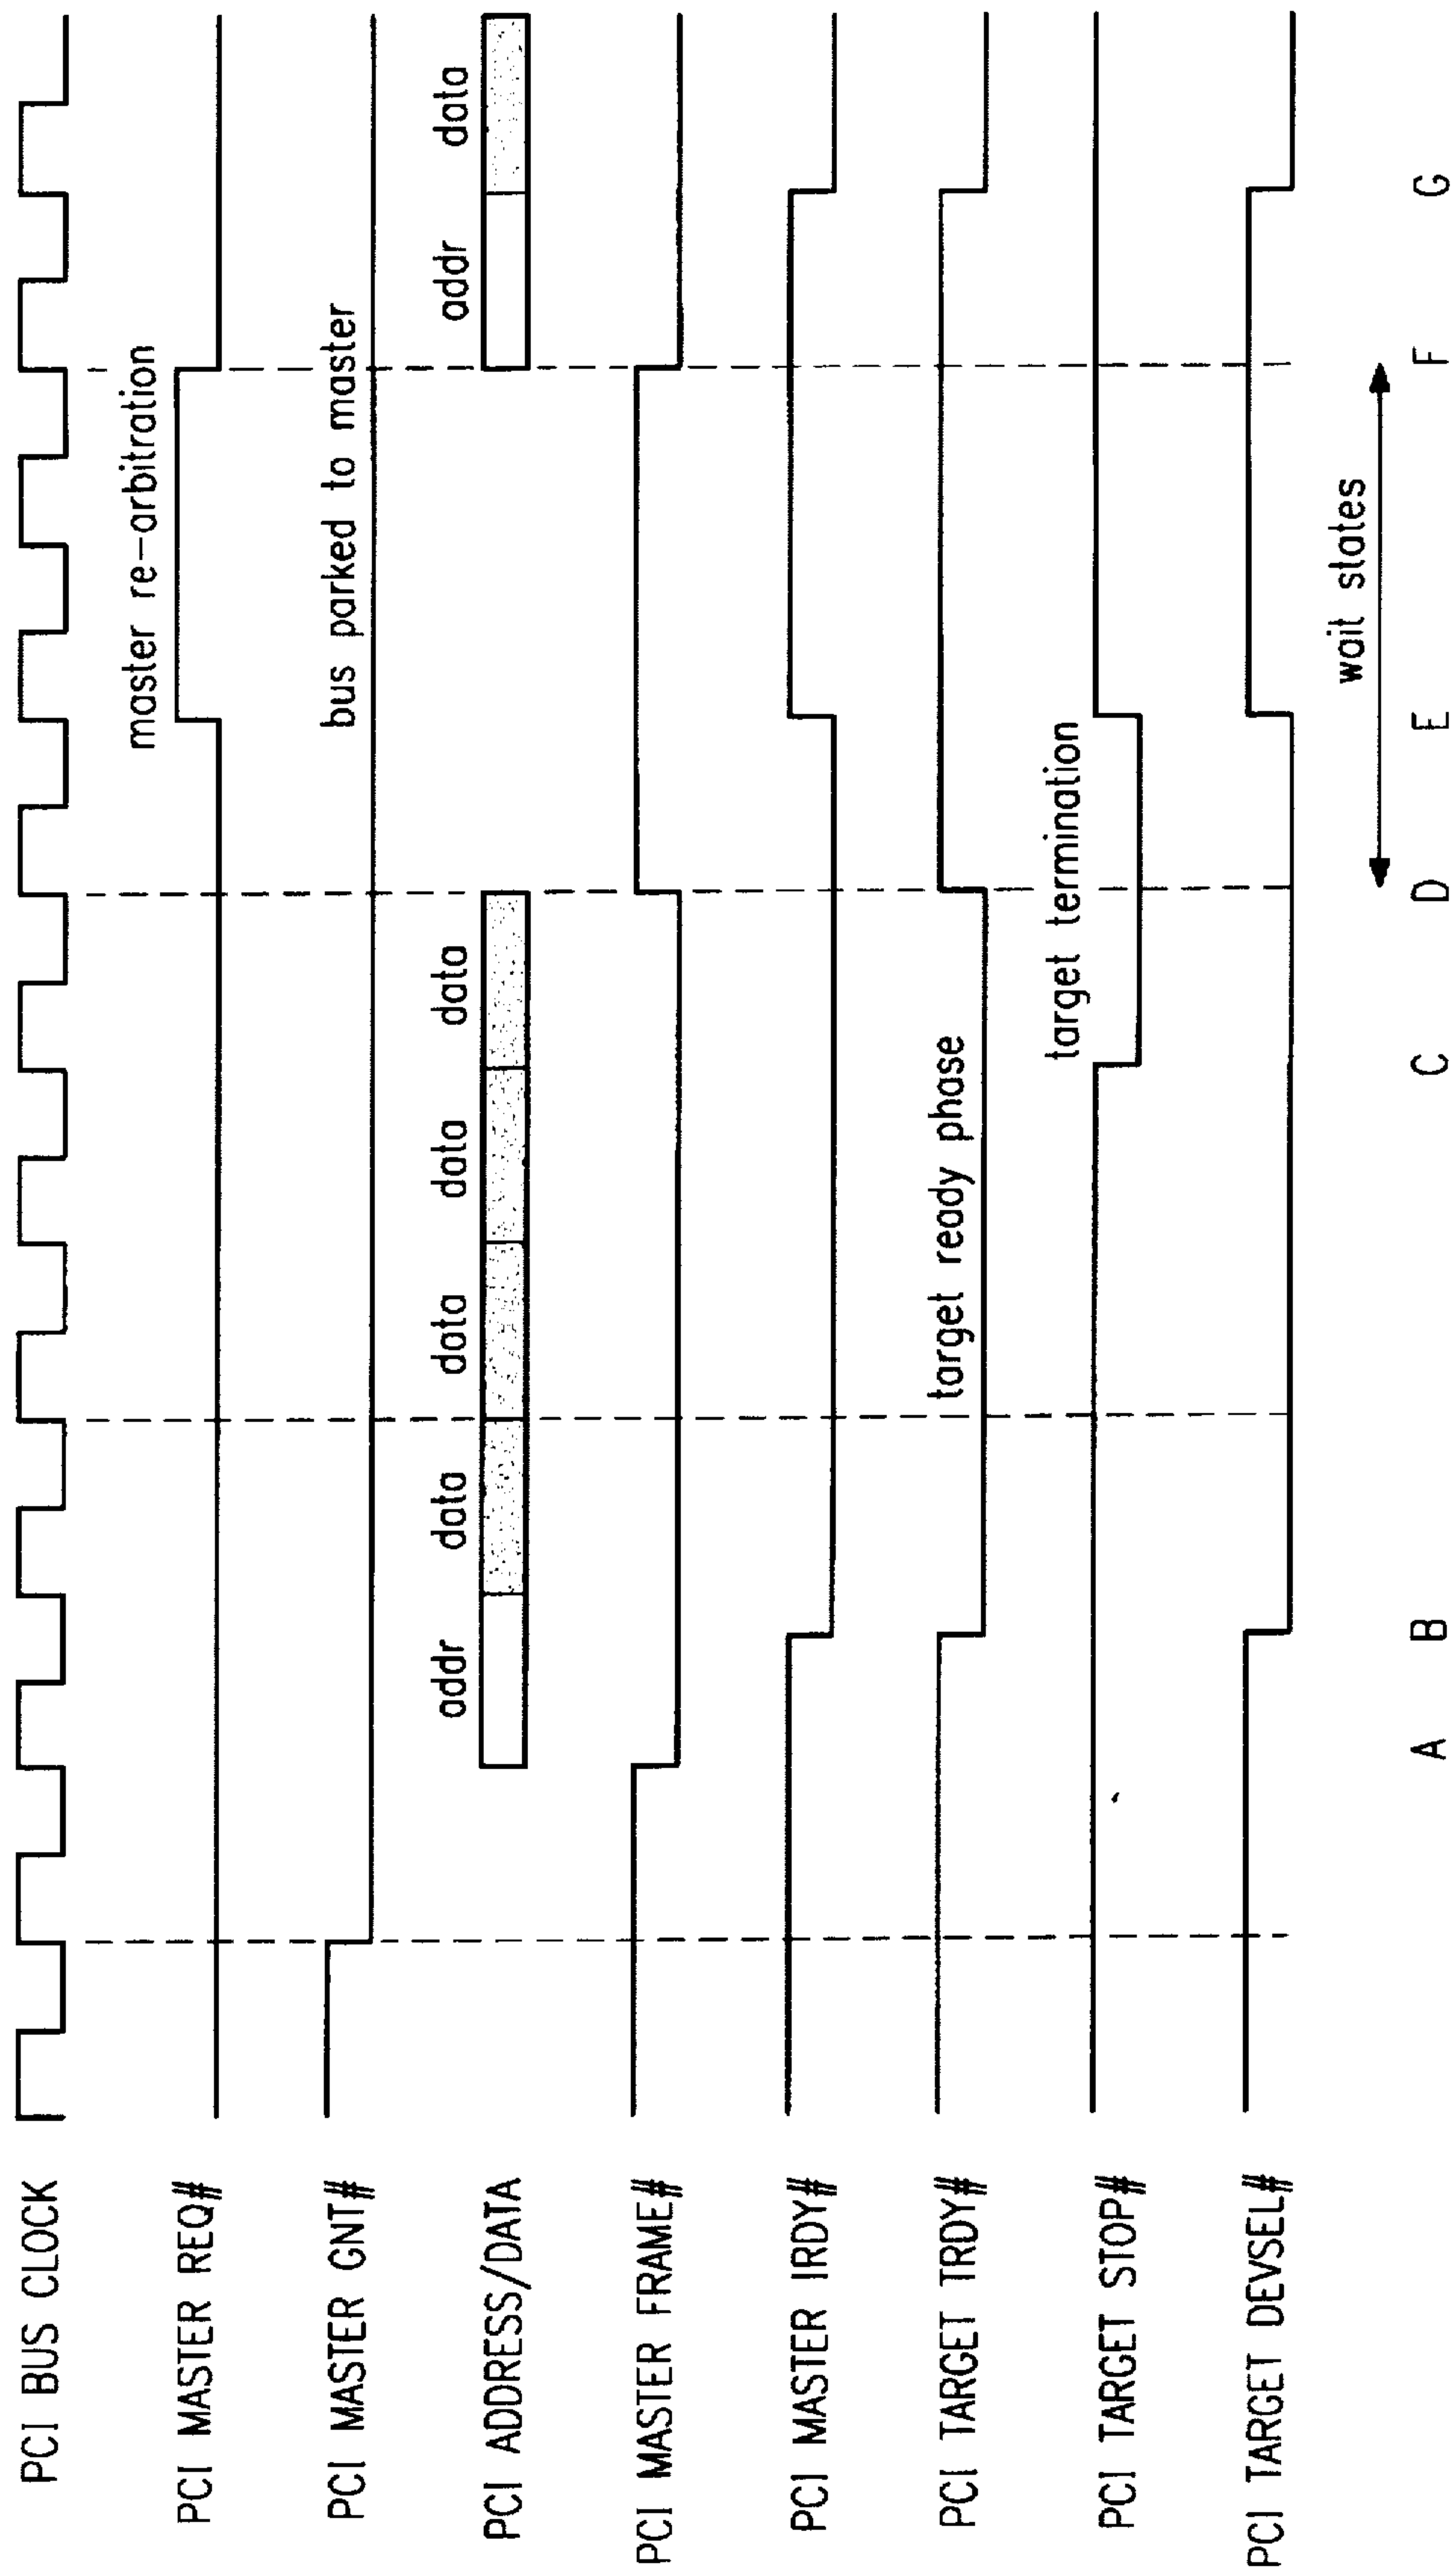 PCI BUS CLOCK
master re-arbitration
PCI MASTER REQ#
bus parked to master
PCI MASTER GNT#
addr data data data data addr data
PCI ADDRESS/DATA
PCI MASTER FRAME#
PCI MASTER IRDY#
target ready phase
PCI TARGET TRDY#
target termination
PCI TARGET STOP#
PCI TARGET DEVSEL#
wait states
A B C D E F G